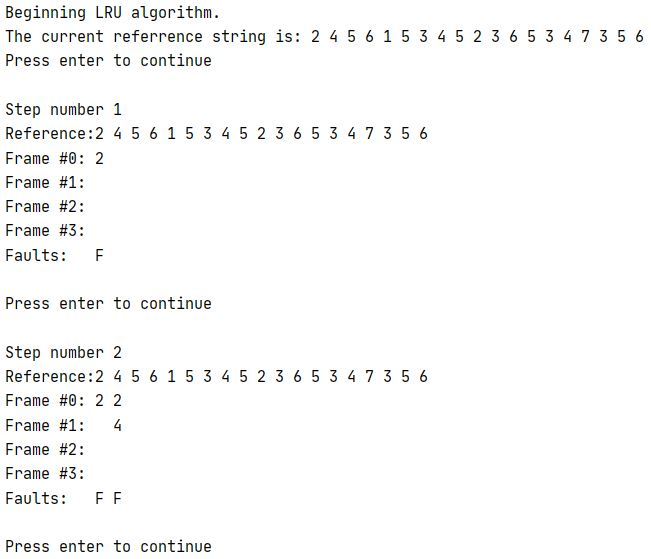 Beginning LRU algorithm.
The current referrence string is: 2 4 5 6 1 5 3 4 5 2 3 6 5 3 4 7 3 5 6
Press enter to continue
Step number 1
Reference:2 4 5 6 1 5 3 4 5 2 3 6 5 3 4 7 3 5 6
Frame #0: 2
Frame #1:
Frame #2:
Frame #3:
Faults:   F
Press enter to continue
Step number 2
Reference:2 4 5 6 1 5 3 4 5 2 3 6 5 3 4 7 3 5 6
Frame #0: 2 2
Frame #1:   4
Frame #2:
Frame #3:
Faults:   F F
Press enter to continue